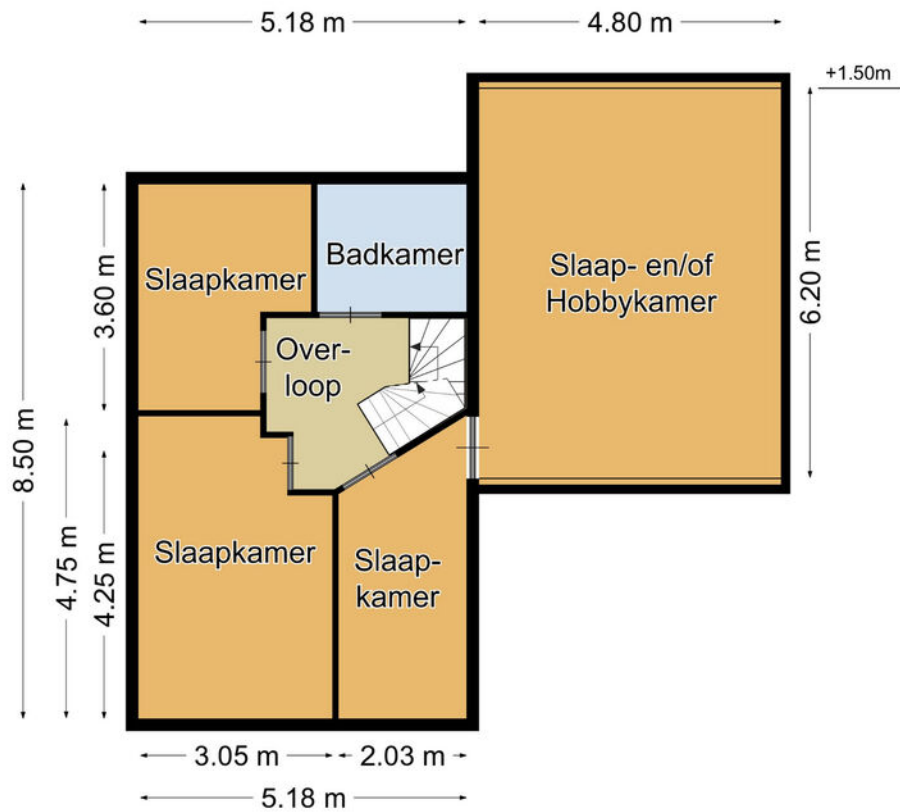 5.18 m
4.80 m
+1.50m
Badkamer
Slaapkamer
Slaap- en/of
Hobbykamer
3.60 m
6.20 m
Over-
loop
8.50 m
4.75 m
4.25 m
Slaapkamer
Slaap-
kamer
3.05 m
2.03 m
5.18 m